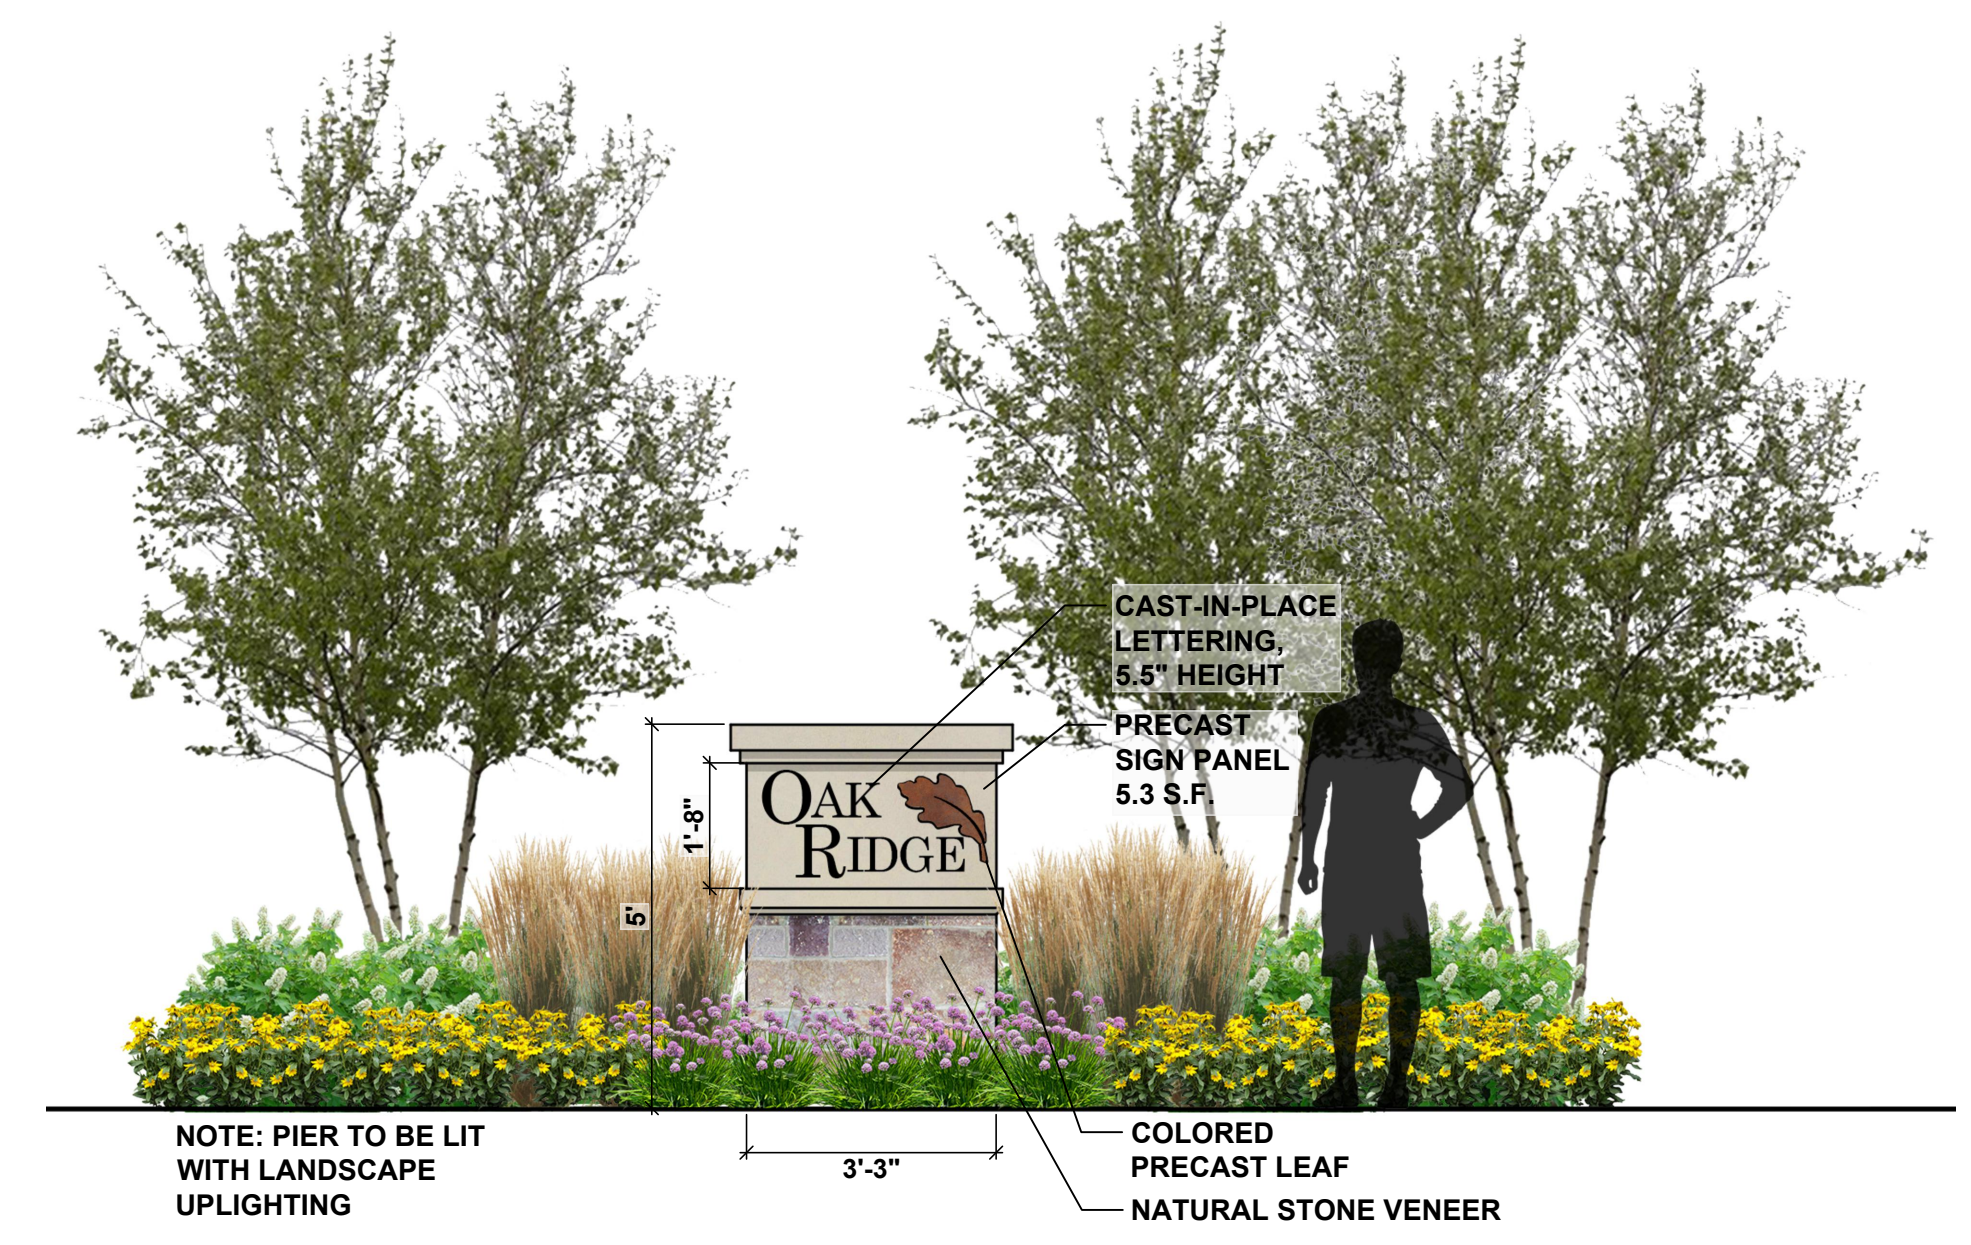 CAST-IN-PLACE
LETTERING,
5.5" HEIGHT
PRECAST
SIGN PANEL
5.3 S.F.
OAK
RIDGE
1'-8"
5'
3'-3"
NOTE: PIER TO BE LIT
WITH LANDSCAPE
UPLIGHTING
COLORED
PRECAST LEAF
NATURAL STONE VENEER